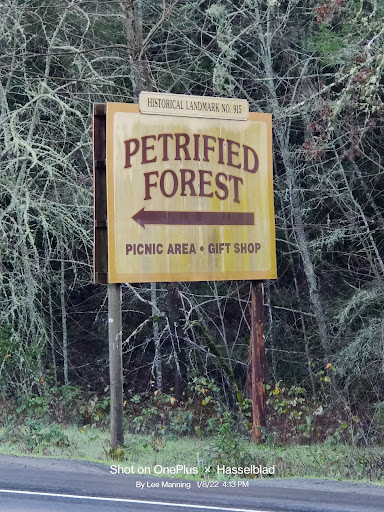 HISTORICAL LANDMARK NO. 915
PETRIFIED
FOREST
PICNIC AREA • GIFT SHOP
Shot on OnePlus × Hasselblad
By Lee Manning 1/8/22 4:13 PM